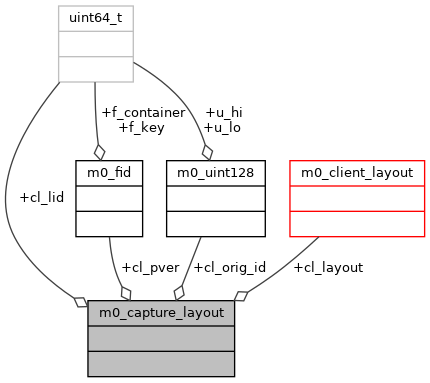 uint64_t
+f_container
+f_key
+u_hi
+u_lo
m0_fid
m0_uint128
m0_client_layout
+cl_lid
+cl_pver
+cl_orig_id
+cl_layout
m0_capture_layout